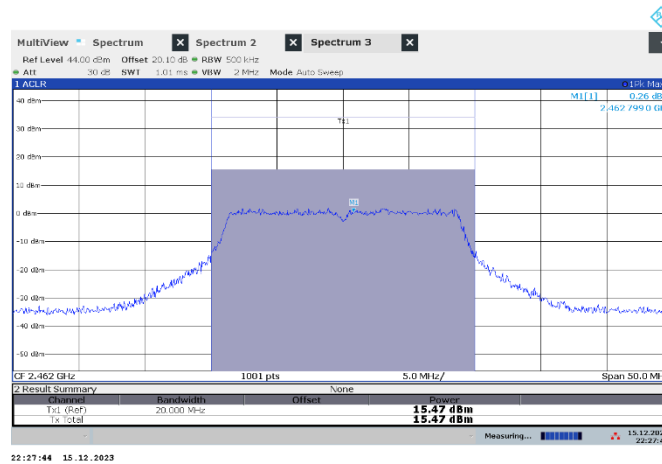 MultiView Spectrum X Spectrum 2 X Spectrum 3 X
Ref Level 44.00 dBm Offset 20.10 dB RBW 500 kHz
Att 30 dB SWT 1.01 ms VBW 2 MHz Mode Auto Sweep
1 ACLR 1Pk Max
M1[1] 0.26 dB
2.462 799 0 G
40 dBm
Tx1
30 dBm
20 dBm
10 dBm
M1
0 dBm
-10 dBm
-20 dBm
-30 dBm
-40 dBm
-50 dBm
CF 2.462 GHz 1001 pts 5.0 MHz/ Span 50.0 M
2 Result Summary None
Channel Bandwidth Offset Power
Tx1 (Ref) 20.000 MHz 15.47 dBm
Tx Total 15.47 dBm
Measuring... 15.12.202
22:27:4
22:27:44 15.12.2023